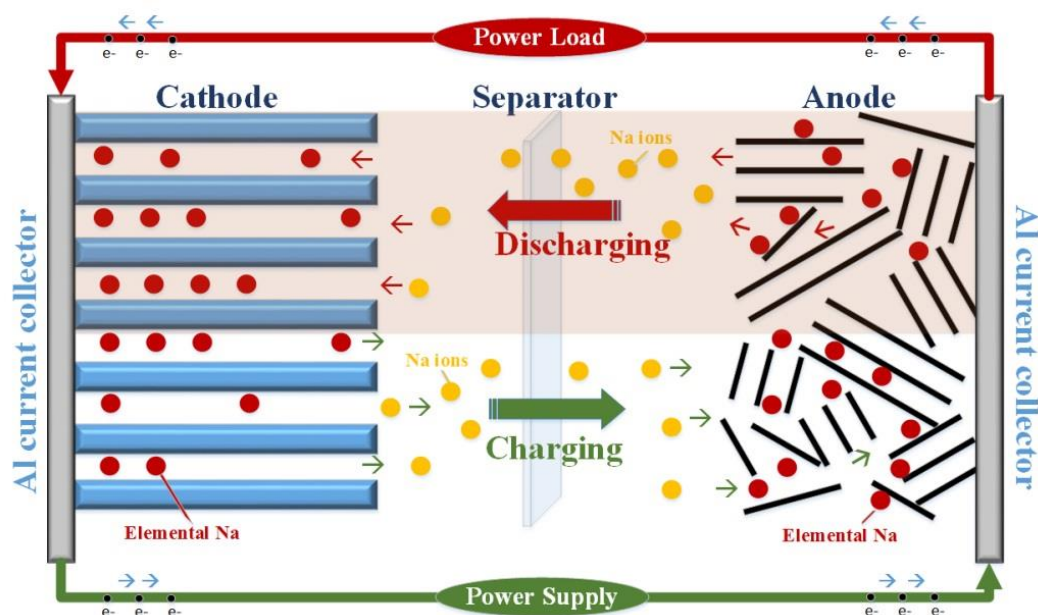 Power Load
e- e- e-
e- e- e-
Cathode
Separator
Anode
Na ions
Discharging
Al current collector
Al current collector
Na ions
Charging
Elemental Na
Elemental Na
Power Supply
e- e- e-
e- e- e-